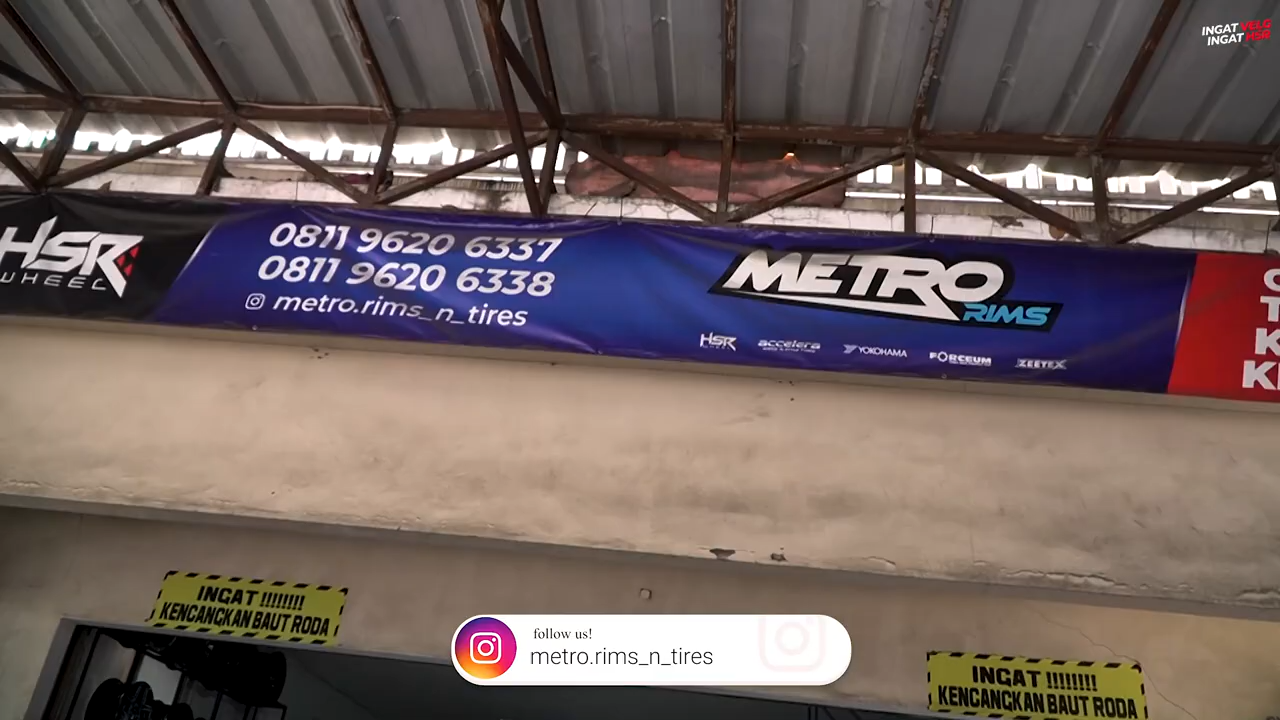 INGAT VELG
INGAT HSR
HSR
WHEEL
0811 9620 6337
0811 9620 6338
metro.rims_n_tires
METRO
RIMS
HSR
WHEEL
accelera
YOKOHAMA
FORCEUM
ZEETEX
INGAT !!!!!!!!
KENCANGKAN BAUT RODA
follow us!
metro.rims_n_tires
INGAT !!!!!!!!
KENCANGKAN BAUT RODA